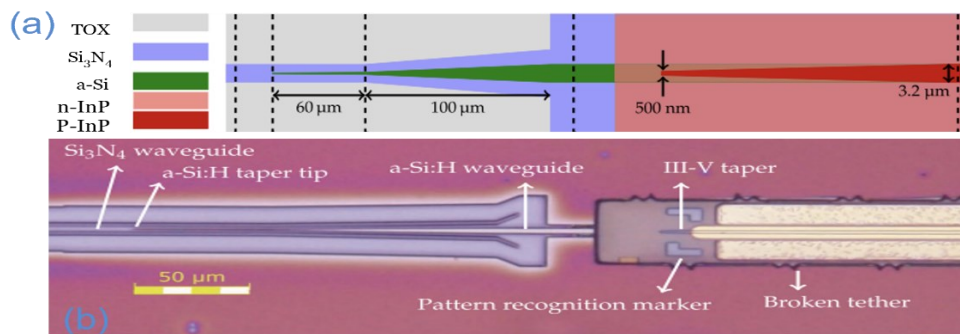 (a)
TOX
Si₃N₄
a-Si
n-InP
P-InP
60 μm
100 μm
500 nm
3.2 μm
Si₃N₄ waveguide
a-Si:H taper tip
a-Si:H waveguide
III-V taper
50 μm
Pattern recognition marker
Broken tether
(b)